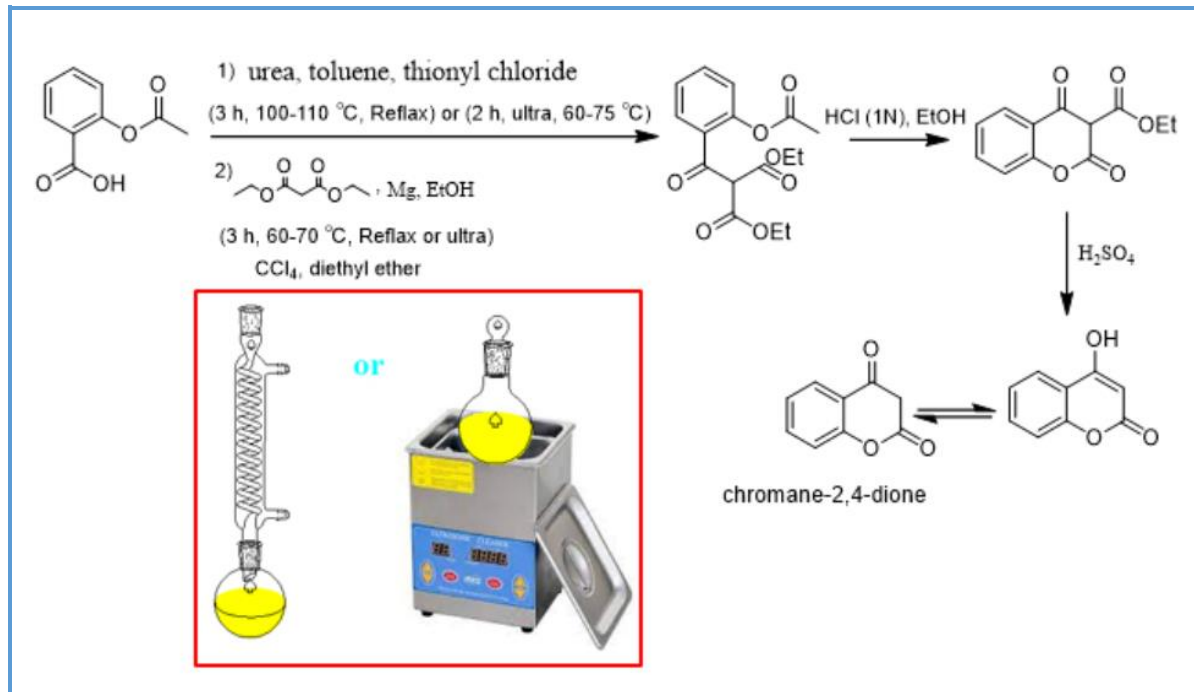 1) urea, toluene, thionyl chloride
(3 h, 100-110 °C, Reflax) or (2 h, ultra, 60-75 °C)
2)
O O
O O , Mg, EtOH
(3 h, 60-70 °C, Reflax or ultra)
CCl4, diethyl ether
O
O
O OH
O
O
O OEt
O
O OEt
HCl (1N), EtOH
O O
OEt
O O
H2SO4
OH
O O
O
O O
chromane-2,4-dione
or
ULTRASONIC CLEANER